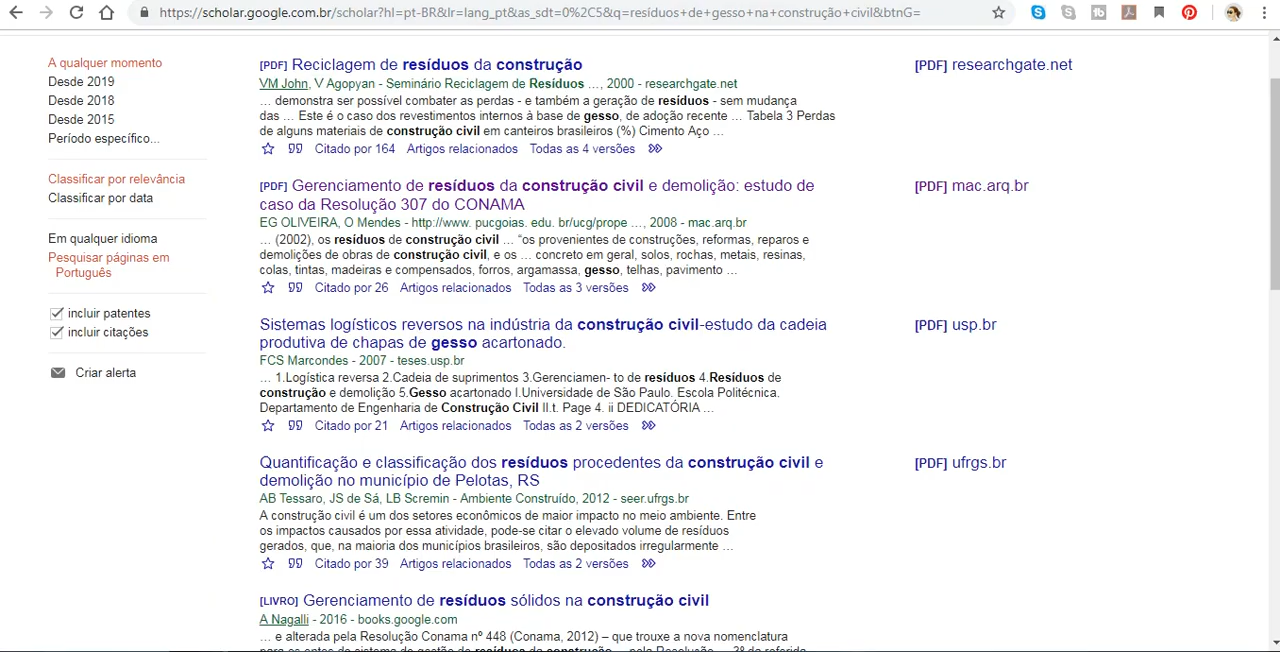 https://scholar.google.com.br/scholar?hl=pt-BR&lr=lang_pt&as_sdt=0%2C5&q=resíduos+de+gesso+na+construção+civil&btnG=
A qualquer momento
Desde 2019
Desde 2018
Desde 2015
Período específico...
Classificar por relevância
Classificar por data
Em qualquer idioma
Pesquisar páginas em
Português
incluir patentes
incluir citações
Criar alerta
[PDF] Reciclagem de resíduos da construção
VM John, V Agopyan - Seminário Reciclagem de Resíduos …, 2000 - researchgate.net
… demonstra ser possível combater as perdas - e também a geração de resíduos - sem mudança
das … Este é o caso dos revestimentos internos à base de gesso, de adoção recente … Tabela 3 Perdas
de alguns materiais de construção civil em canteiros brasileiros (%) Cimento Aço …
Citado por 164 Artigos relacionados Todas as 4 versões
[PDF] researchgate.net
[PDF] Gerenciamento de resíduos da construção civil e demolição: estudo de
caso da Resolução 307 do CONAMA
EG OLIVEIRA, O Mendes - http://www. pucgoias. edu. br/ucg/prope …, 2008 - mac.arq.br
… (2002), os resíduos de construção civil … “os provenientes de construções, reformas, reparos e
demolições de obras de construção civil, e os … concreto em geral, solos, rochas, metais, resinas,
colas, tintas, madeiras e compensados, forros, argamassa, gesso, telhas, pavimento …
Citado por 26 Artigos relacionados Todas as 3 versões
[PDF] mac.arq.br
Sistemas logísticos reversos na indústria da construção civil-estudo da cadeia
produtiva de chapas de gesso acartonado.
FCS Marcondes - 2007 - teses.usp.br
… 1.Logística reversa 2.Cadeia de suprimentos 3.Gerenciamen- to de resíduos 4.Resíduos de
construção e demolição 5.Gesso acartonado I.Universidade de São Paulo. Escola Politécnica.
Departamento de Engenharia de Construção Civil II.t. Page 4. ii DEDICATÓRIA …
Citado por 21 Artigos relacionados Todas as 2 versões
[PDF] usp.br
Quantificação e classificação dos resíduos procedentes da construção civil e
demolição no município de Pelotas, RS
AB Tessaro, JS de Sá, LB Scremin - Ambiente Construído, 2012 - seer.ufrgs.br
A construção civil é um dos setores econômicos de maior impacto no meio ambiente. Entre
os impactos causados por essa atividade, pode-se citar o elevado volume de resíduos
gerados, que, na maioria dos municípios brasileiros, são depositados irregularmente …
Citado por 39 Artigos relacionados Todas as 2 versões
[PDF] ufrgs.br
[LIVRO] Gerenciamento de resíduos sólidos na construção civil
A Nagalli - 2016 - books.google.com
… e alterada pela Resolução Conama nº 448 (Conama, 2012) – que trouxe a nova nomenclatura